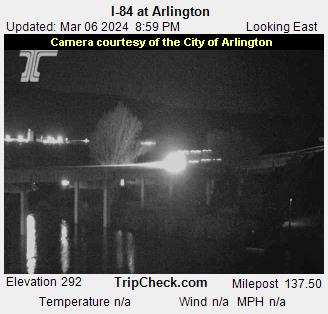 I-84 at Arlington
Updated: Mar 06 2024 8:59 PM Looking East
Camera courtesy of the City of Arlington
Elevation 292 TripCheck.com Milepost 137.50
Temperature n/a Wind n/a MPH n/a